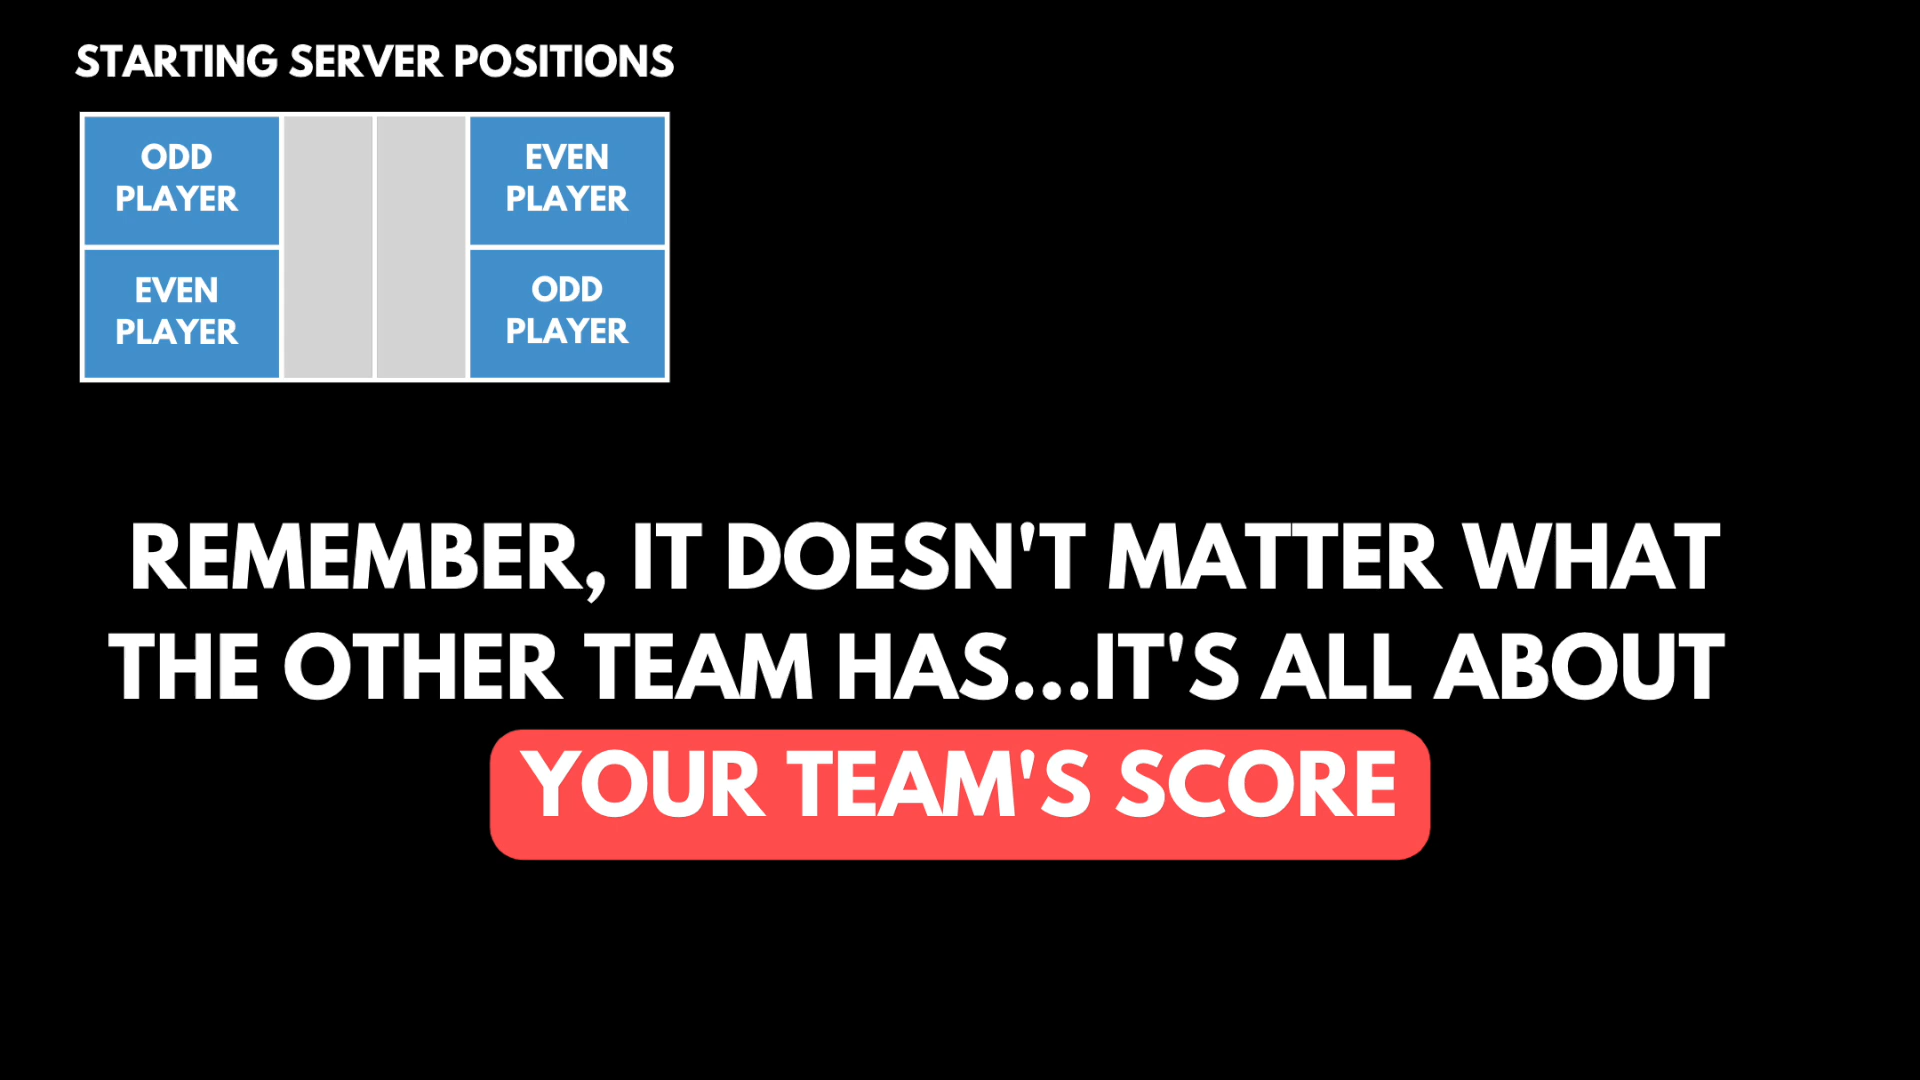 STARTING SERVER POSITIONS
ODD
PLAYER
EVEN
PLAYER
EVEN
PLAYER
ODD
PLAYER
REMEMBER, IT DOESN'T MATTER WHAT
THE OTHER TEAM HAS...IT'S ALL ABOUT
YOUR TEAM'S SCORE